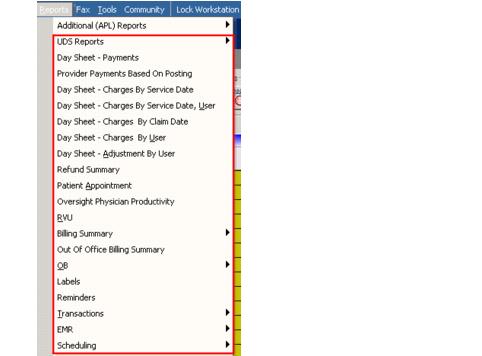 Reports Fax Tools Community Lock Workstation
Additional (APL) Reports
UDS Reports
Day Sheet - Payments
Provider Payments Based On Posting
Day Sheet - Charges By Service Date
Day Sheet - Charges By Service Date, User
Day Sheet - Charges By Claim Date
Day Sheet - Charges By User
Day Sheet - Adjustment By User
Refund Summary
Patient Appointment
Oversight Physician Productivity
RVU
Billing Summary
Out Of Office Billing Summary
OB
Labels
Reminders
Transactions
EMR
Scheduling